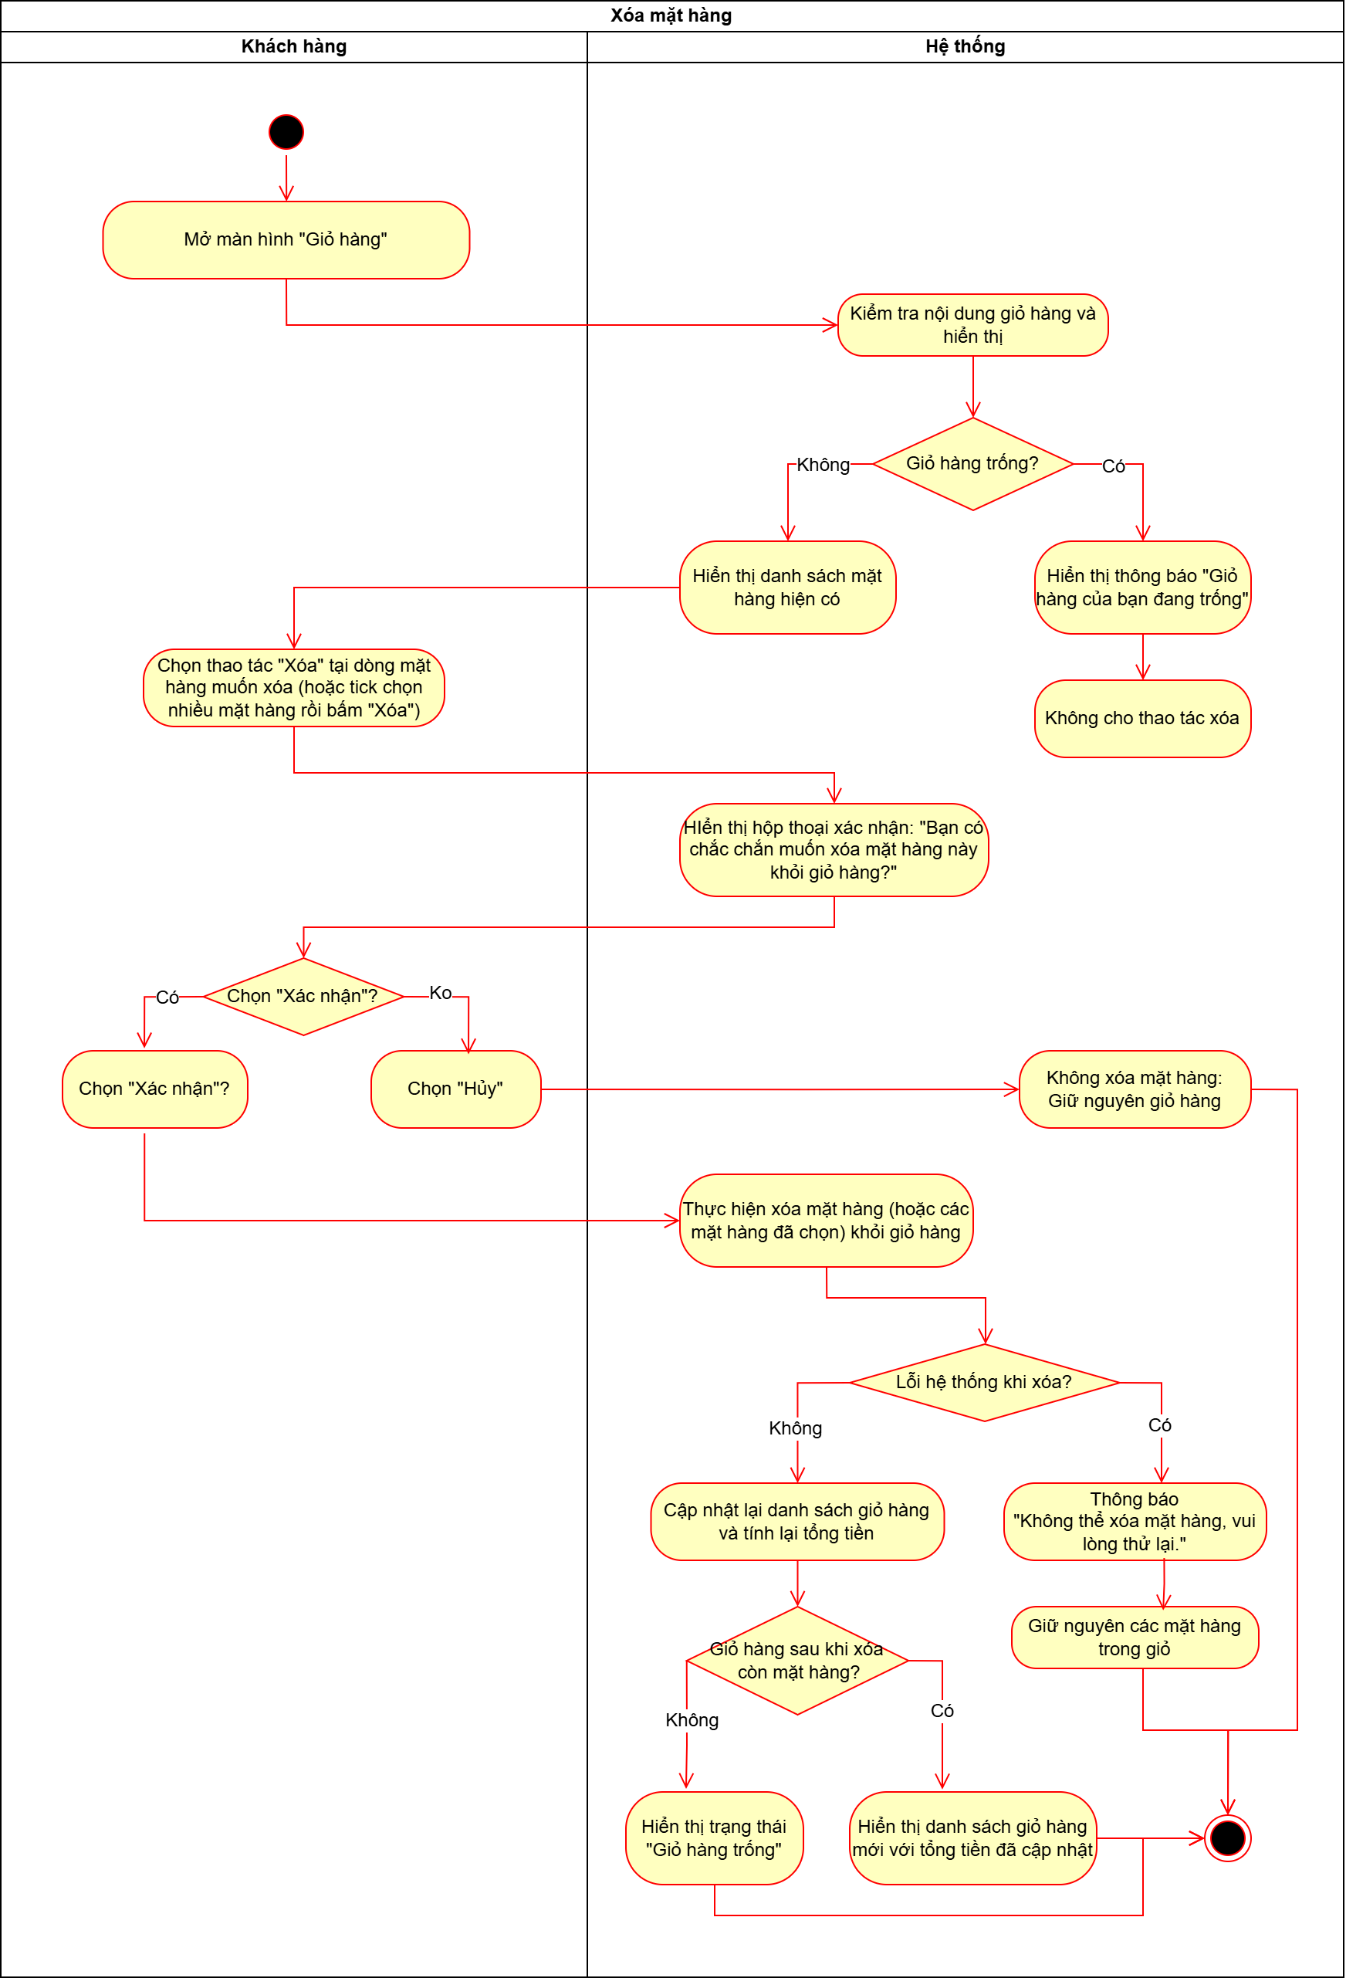 Xóa mặt hàng
Khách hàng
Hệ thống
Mở màn hình "Giỏ hàng"
Kiểm tra nội dung giỏ hàng và
hiển thị
Giỏ hàng trống?
Không
Có
Hiển thị danh sách mặt
hàng hiện có
Hiển thị thông báo "Giỏ
hàng của bạn đang trống"
Chọn thao tác "Xóa" tại dòng mặt
hàng muốn xóa (hoặc tick chọn
nhiều mặt hàng rồi bấm "Xóa")
Không cho thao tác xóa
HIển thị hộp thoại xác nhận: "Bạn có
chắc chắn muốn xóa mặt hàng này
khỏi giỏ hàng?"
Chọn "Xác nhận"?
Có
Ko
Chọn "Xác nhận"?
Chọn "Hủy"
Không xóa mặt hàng:
Giữ nguyên giỏ hàng
Thực hiện xóa mặt hàng (hoặc các
mặt hàng đã chọn) khỏi giỏ hàng
Lỗi hệ thống khi xóa?
Không
Có
Cập nhật lại danh sách giỏ hàng
và tính lại tổng tiền
Thông báo
"Không thể xóa mặt hàng, vui
lòng thử lại."
Giỏ hàng sau khi xóa
còn mặt hàng?
Giữ nguyên các mặt hàng
trong giỏ
Không
Có
Hiển thị trạng thái
"Giỏ hàng trống"
Hiển thị danh sách giỏ hàng
mới với tổng tiền đã cập nhật